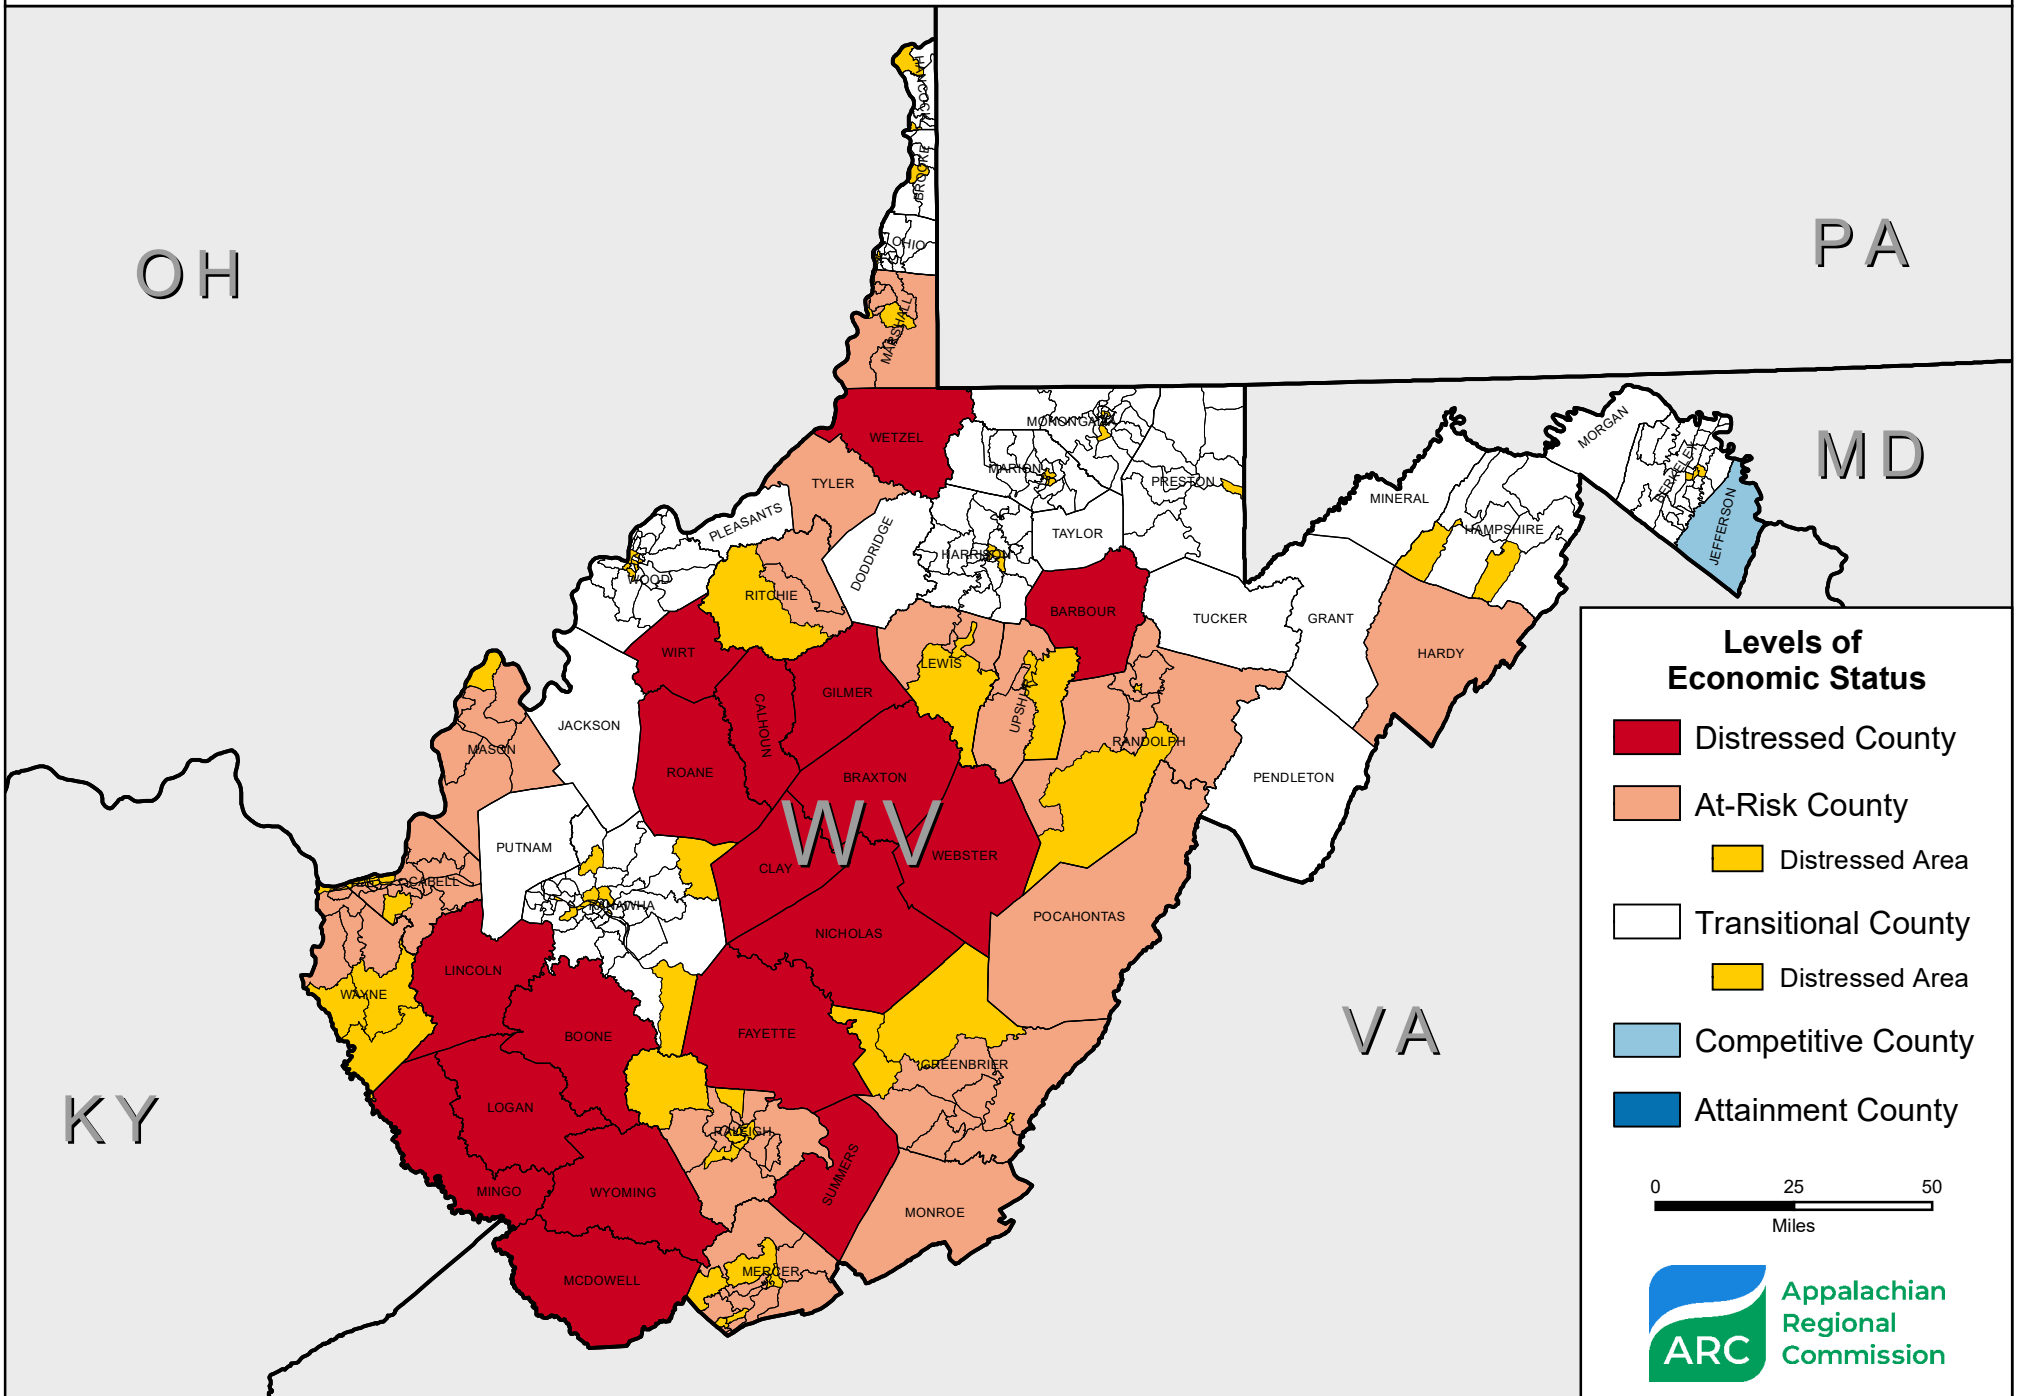 OH
PA
MD
WV
KY
VA
HANCOCK
BROOKE
OHIO
MARSHALL
WETZEL
MONONGALIA
MARION
PRESTON
TYLER
PLEASANTS
DODDRIDGE
HARRISON
TAYLOR
MINERAL
HAMPSHIRE
MORGAN
BERKELEY
JEFFERSON
WOOD
RITCHIE
BARBOUR
TUCKER
GRANT
HARDY
WIRT
CALHOUN
GILMER
LEWIS
UPSHUR
RANDOLPH
PENDLETON
MASON
JACKSON
ROANE
BRAXTON
PUTNAM
CLAY
WEBSTER
CABELL
KANAWHA
NICHOLAS
POCAHONTAS
LINCOLN
WAYNE
BOONE
FAYETTE
GREENBRIER
LOGAN
RALEIGH
SUMMERS
MINGO
WYOMING
MONROE
MCDOWELL
MERCER
Levels of
Economic Status
Distressed County
At-Risk County
Distressed Area
Transitional County
Distressed Area
Competitive County
Attainment County
0 25 50
Miles
ARC
Appalachian
Regional
Commission